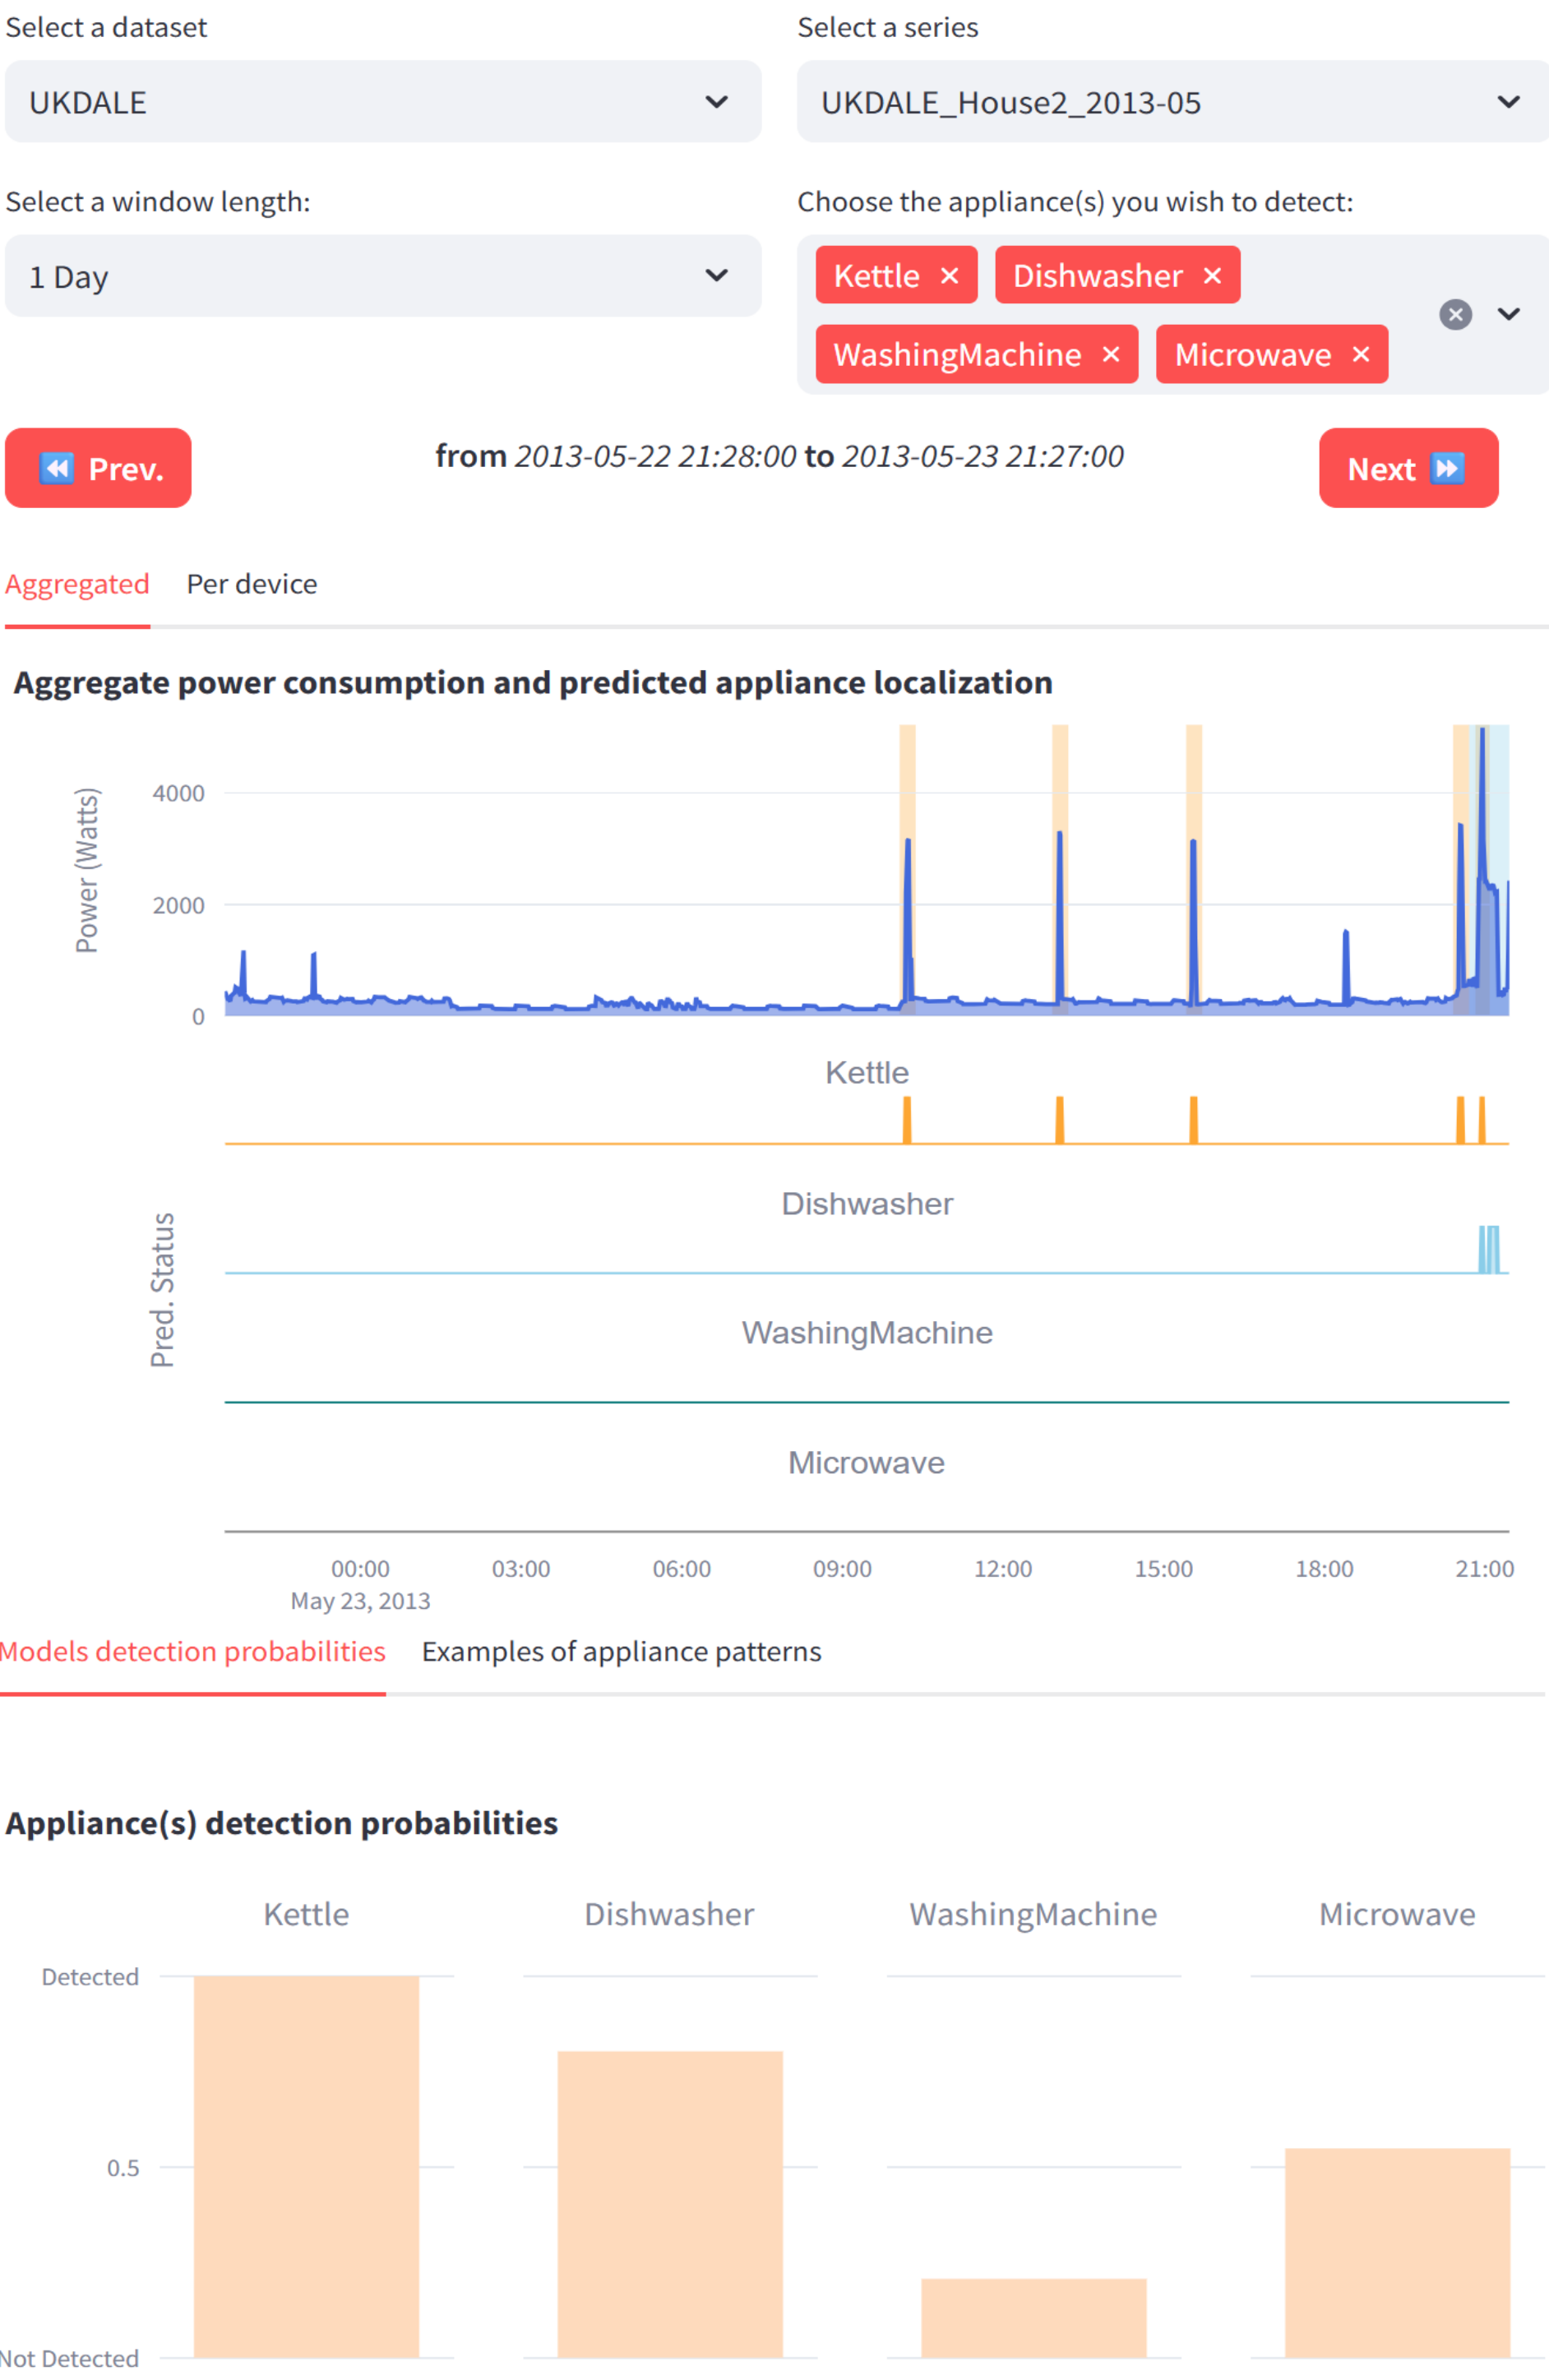 Select a dataset
Select a series
UKDALE
UKDALE_House2_2013-05
Select a window length:
Choose the appliance(s) you wish to detect:
1 Day
Kettle × Dishwasher ×
WashingMachine × Microwave ×
Prev.
from 2013-05-22 21:28:00 to 2013-05-23 21:27:00
Next
Aggregated Per device
Aggregate power consumption and predicted appliance localization
Power (Watts)
4000
2000
0
Kettle
Dishwasher
Pred. Status
WashingMachine
Microwave
00:00 03:00 06:00 09:00 12:00 15:00 18:00 21:00
May 23, 2013
Models detection probabilities Examples of appliance patterns
Appliance(s) detection probabilities
Kettle Dishwasher WashingMachine Microwave
Detected
0.5
Not Detected